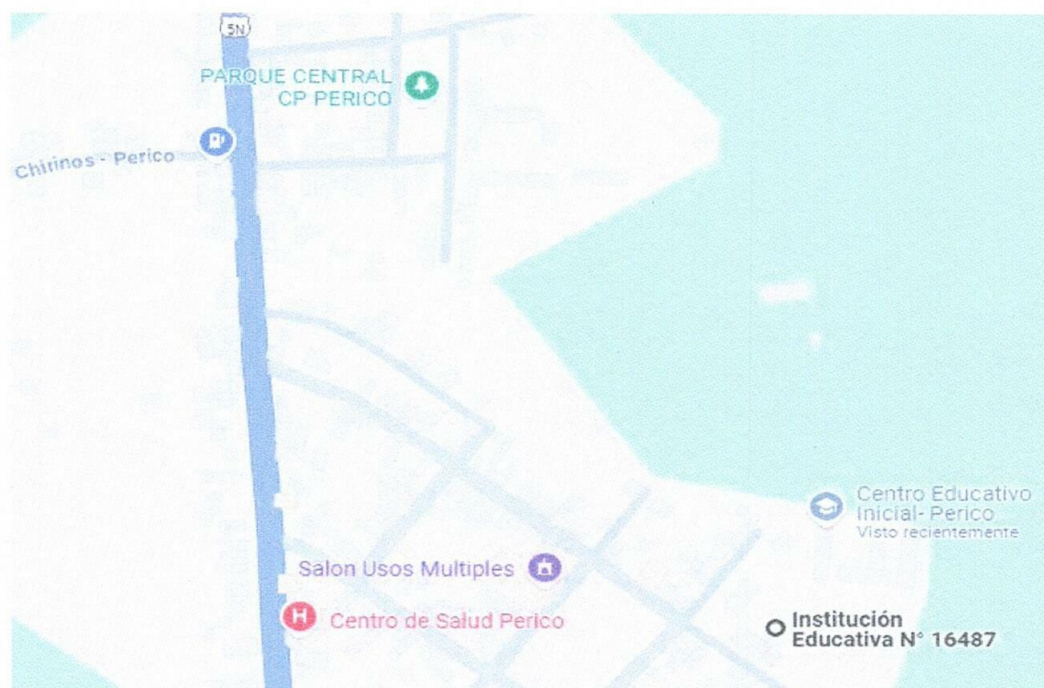 5N
PARQUE CENTRAL
CP PERICO
Chirinos - Perico
Centro Educativo
Inicial- Perico
Visto recientemente
Salon Usos Multiples
Centro de Salud Perico
Institución
Educativa N° 16487